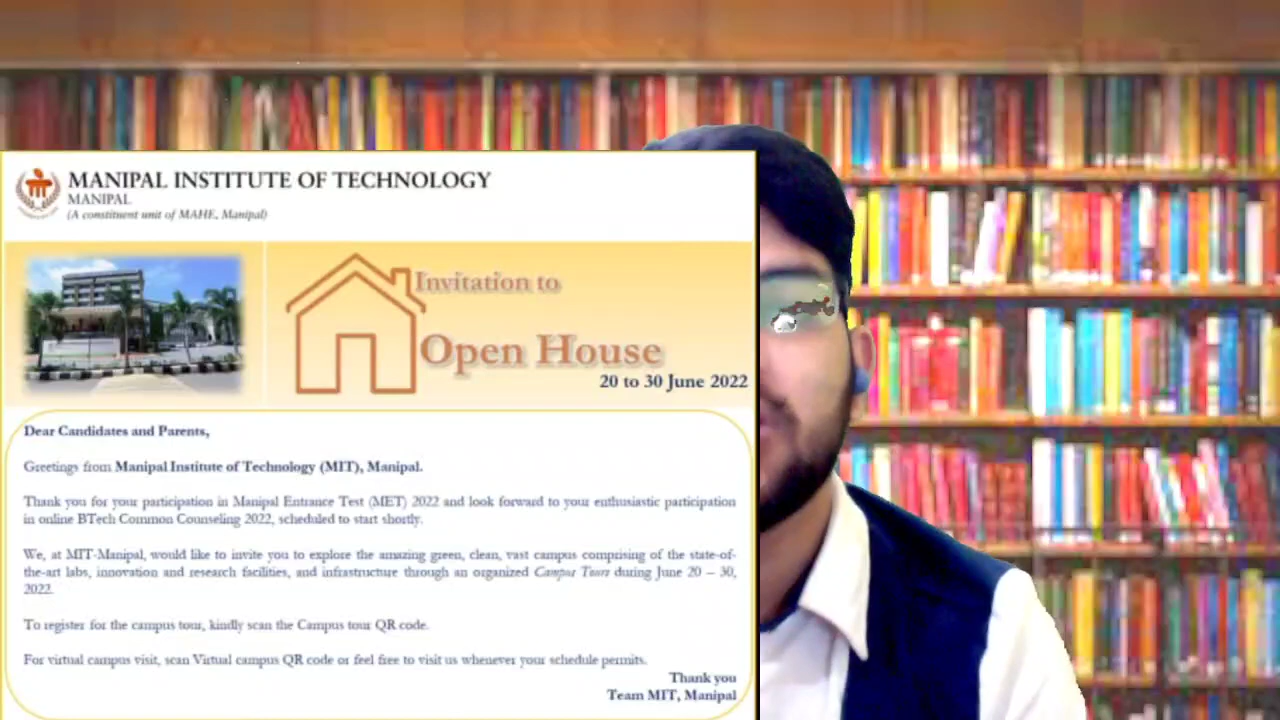 MANIPAL INSTITUTE OF TECHNOLOGY
MANIPAL
(A constituent unit of MAHE, Manipal)
Invitation to
Open House
20 to 30 June 2022
Dear Candidates and Parents,
Greetings from Manipal Institute of Technology (MIT), Manipal.
Thank you for your participation in Manipal Entrance Test (MET) 2022 and look forward to your enthusiastic participation
in online BTech Common Counseling 2022, scheduled to start shortly.
We, at MIT-Manipal, would like to invite you to explore the amazing green, clean, vast campus comprising of the state-of-
the-art labs, innovation and research facilities, and infrastructure through an organized Campus Tours during June 20 – 30,
2022.
To register for the campus tour, kindly scan the Campus tour QR code.
For virtual campus visit, scan Virtual campus QR code or feel free to visit us whenever your schedule permits.
Thank you
Team MIT, Manipal